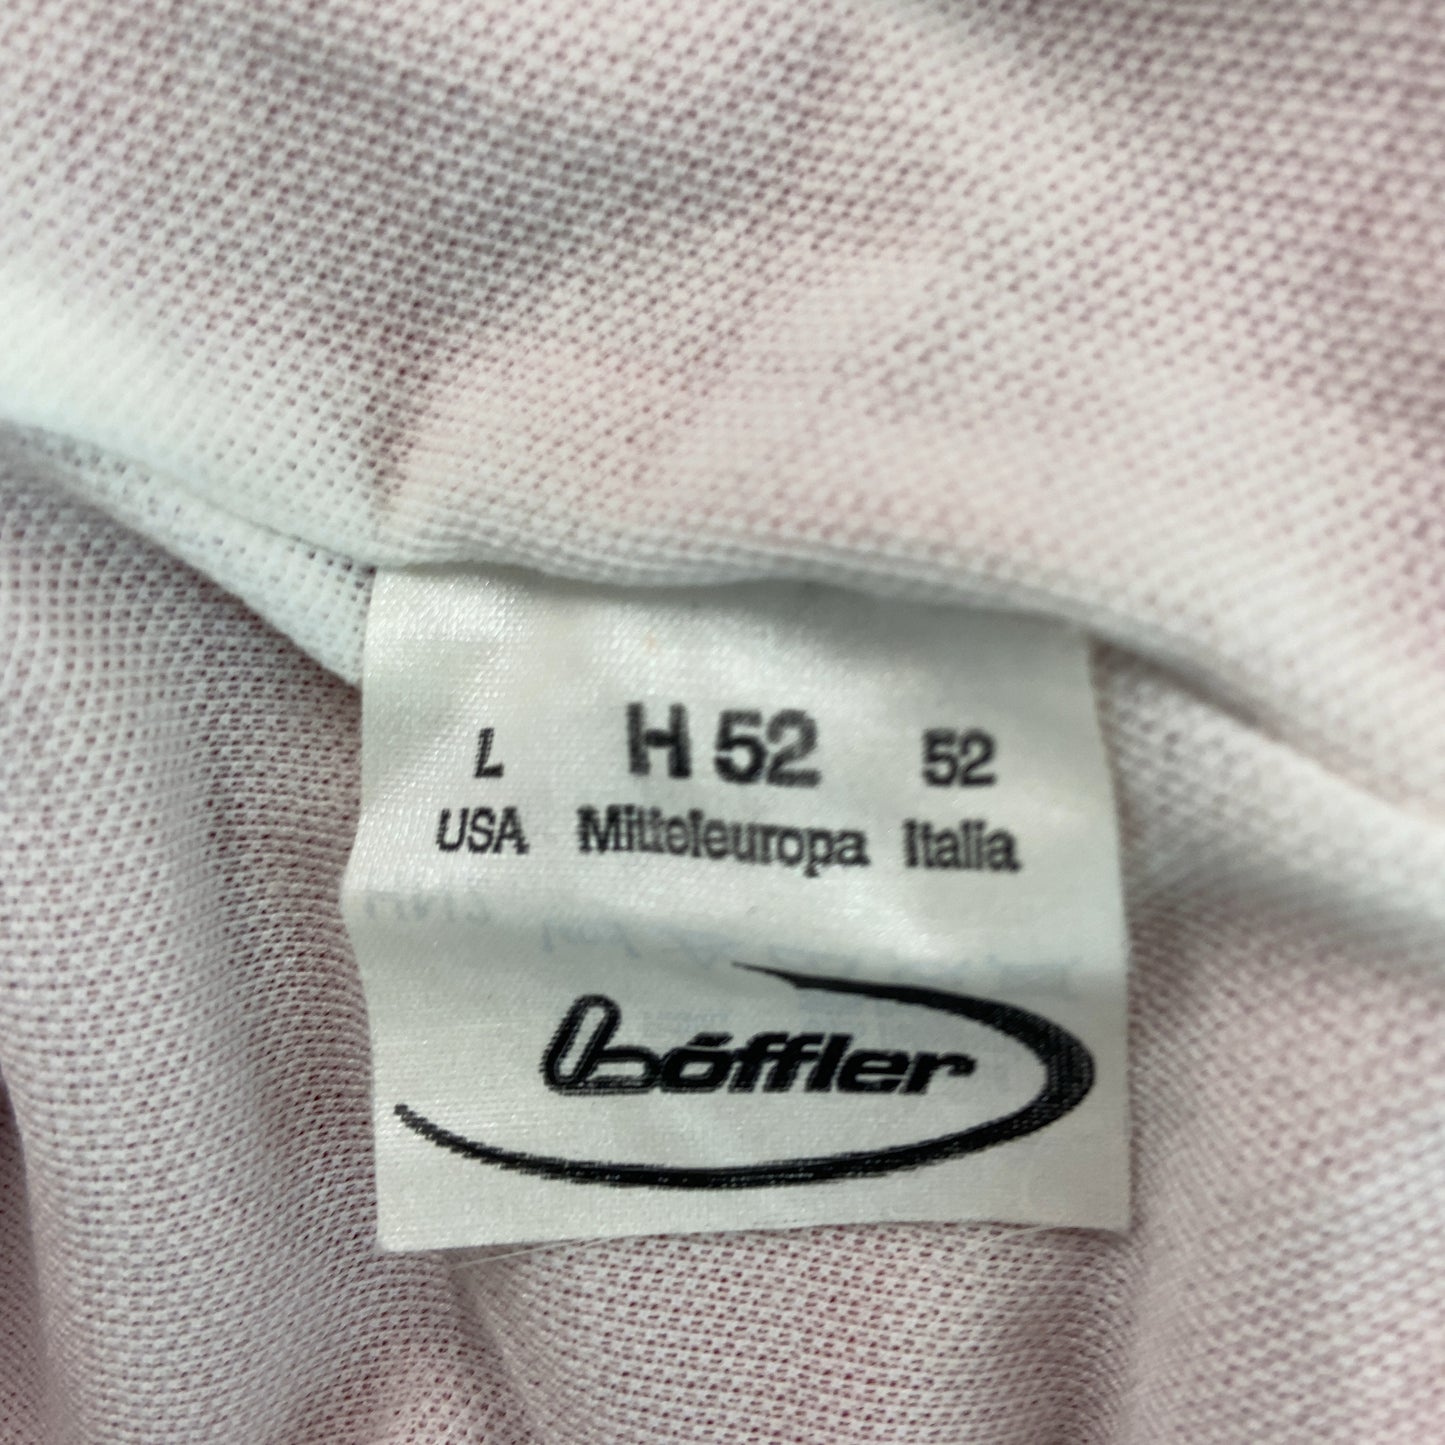 L H 52 52
USA Mitteleuropa Italia
löffler